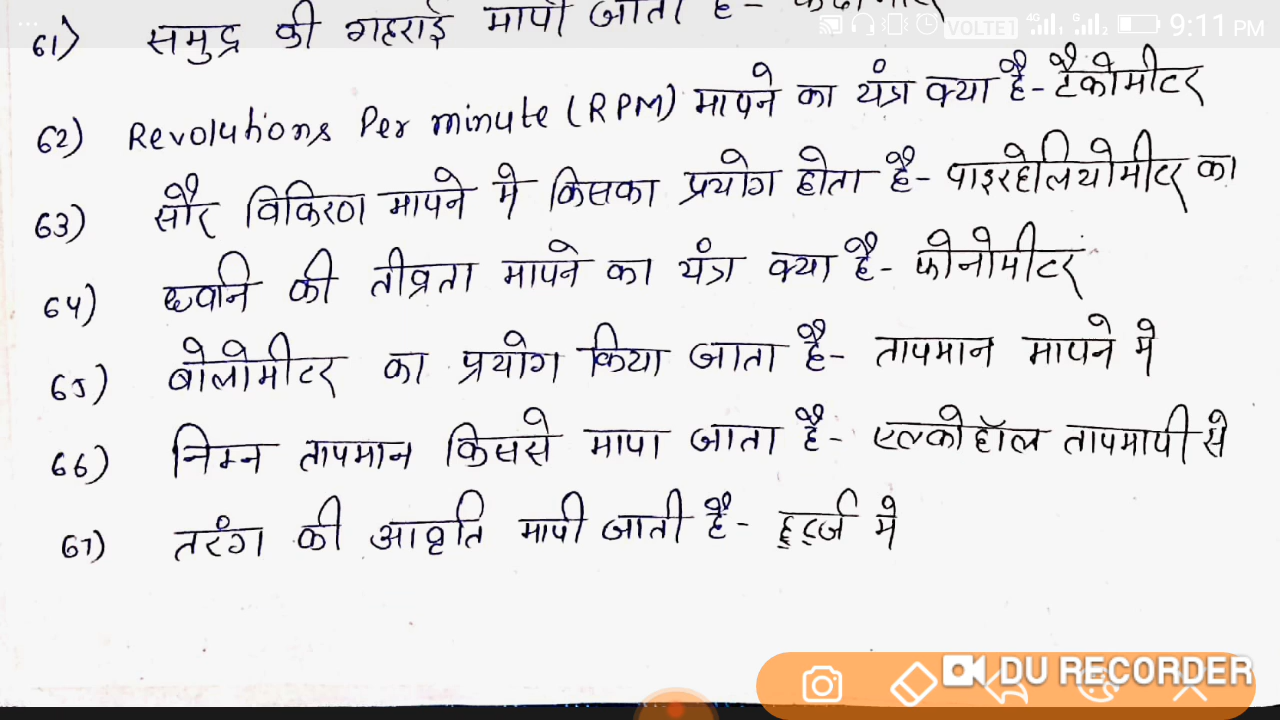 9:11 PM
VOLTE1 4G
61) समुद्र की गहराई मापी जाती है -
62) Revolutions Per minute (RPM) मापने का यंत्र क्या है - टैकोमीटर
63) सौर विकिरण मापने मे किसका प्रयोग होता है - पाइरहेलियोमीटर का
64) ध्वनि की तीव्रता मापने का यंत्र क्या है - फोनोमीटर
65) बोलोमीटर का प्रयोग किया जाता है - तापमान मापने मे
66) निम्न तापमान किससे मापा जाता है - एल्कोहॉल तापमापी से
67) तरंग की आवृति मापी जाती है - हर्ट्ज मे
DU RECORDER